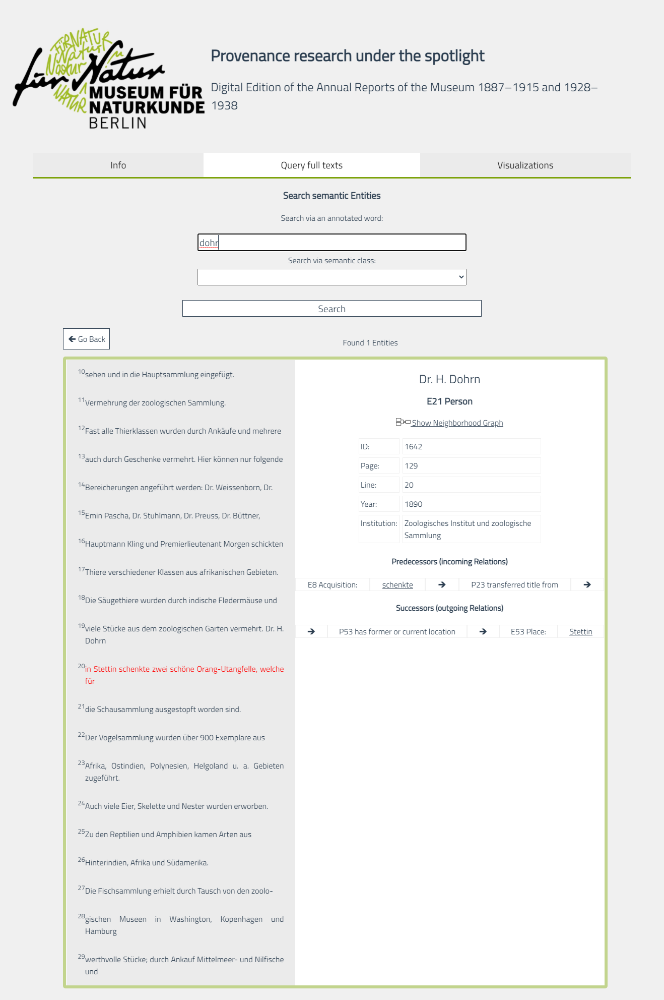 FÜRNATUR
Natur
Natur
für Natur
NATUR
MUSEUM FÜR
NATURKUNDE
BERLIN
Provenance research under the spotlight
Digital Edition of the Annual Reports of the Museum 1887–1915 and 1928–
1938
Info
Query full texts
Visualizations
Search semantic Entities
Search via an annotated word:
dohr
Search via semantic class:
Search
🡰 Go Back
Found 1 Entities
10 sehen und in die Hauptsammlung eingefügt.
11 Vermehrung der zoologischen Sammlung.
12 Fast alle Thierklassen wurden durch Ankäufe und mehrere
13 auch durch Geschenke vermehrt. Hier können nur folgende
14 Bereicherungen angeführt werden: Dr. Weissenborn, Dr.
15 Emin Pascha, Dr. Stuhlmann, Dr. Preuss, Dr. Büttner,
16 Hauptmann Kling und Premierlieutenant Morgen schickten
17 Thiere verschiedener Klassen aus afrikanischen Gebieten.
18 Die Säugethiere wurden durch indische Fledermäuse und
19 viele Stücke aus dem zoologischen Garten vermehrt. Dr. H.
Dohrn
20 in Stettin schenkte zwei schöne Orang-Utangfelle, welche
für
21 die Schausammlung ausgestopft worden sind.
22 Der Vogelsammlung wurden über 900 Exemplare aus
23 Afrika, Ostindien, Polynesien, Helgoland u. a. Gebieten
zugeführt.
24 Auch viele Eier, Skelette und Nester wurden erworben.
25 Zu den Reptilien und Amphibien kamen Arten aus
26 Hinterindien, Afrika und Südamerika.
27 Die Fischsammlung erhielt durch Tausch von den zoolo-
28 gischen Museen in Washington, Kopenhagen und
Hamburg
29 werthvolle Stücke; durch Ankauf Mittelmeer- und Nilfische
und
Dr. H. Dohrn
E21 Person
Show Neighborhood Graph
ID: 1642
Page: 129
Line: 20
Year: 1890
Institution: Zoologisches Institut und zoologische
Sammlung
Predecessors (incoming Relations)
E8 Acquisition: schenkte 🡲 P23 transferred title from 🡲
Successors (outgoing Relations)
🡲 P53 has former or current location 🡲 E53 Place: Stettin